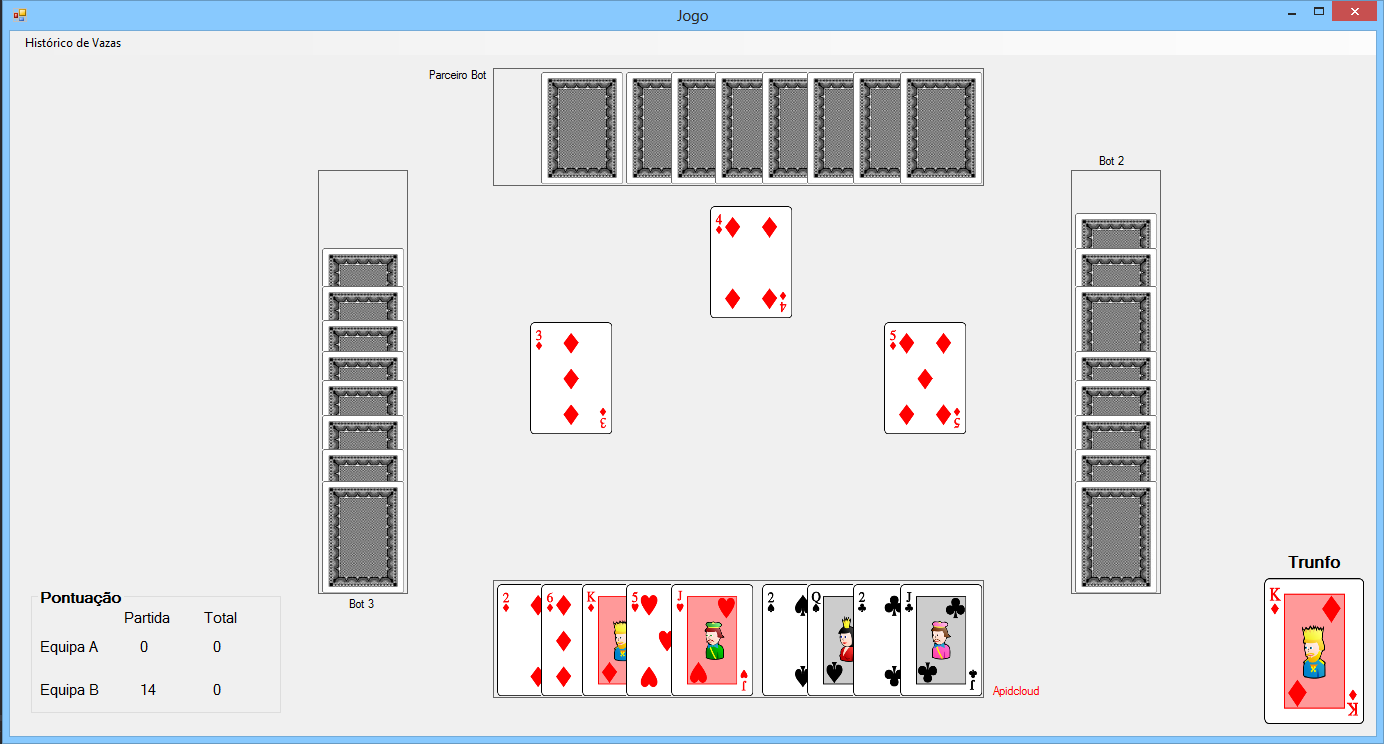 Jogo
Histórico de Vazas
Parceiro Bot
Bot 2
4
4
3
3
5
5
Trunfo
K
K
Pontuação
Partida Total
Equipa A 0 0
Equipa B 14 0
Bot 3
2 6 K 5 J 2 Q 2 J
J J
Apidcloud